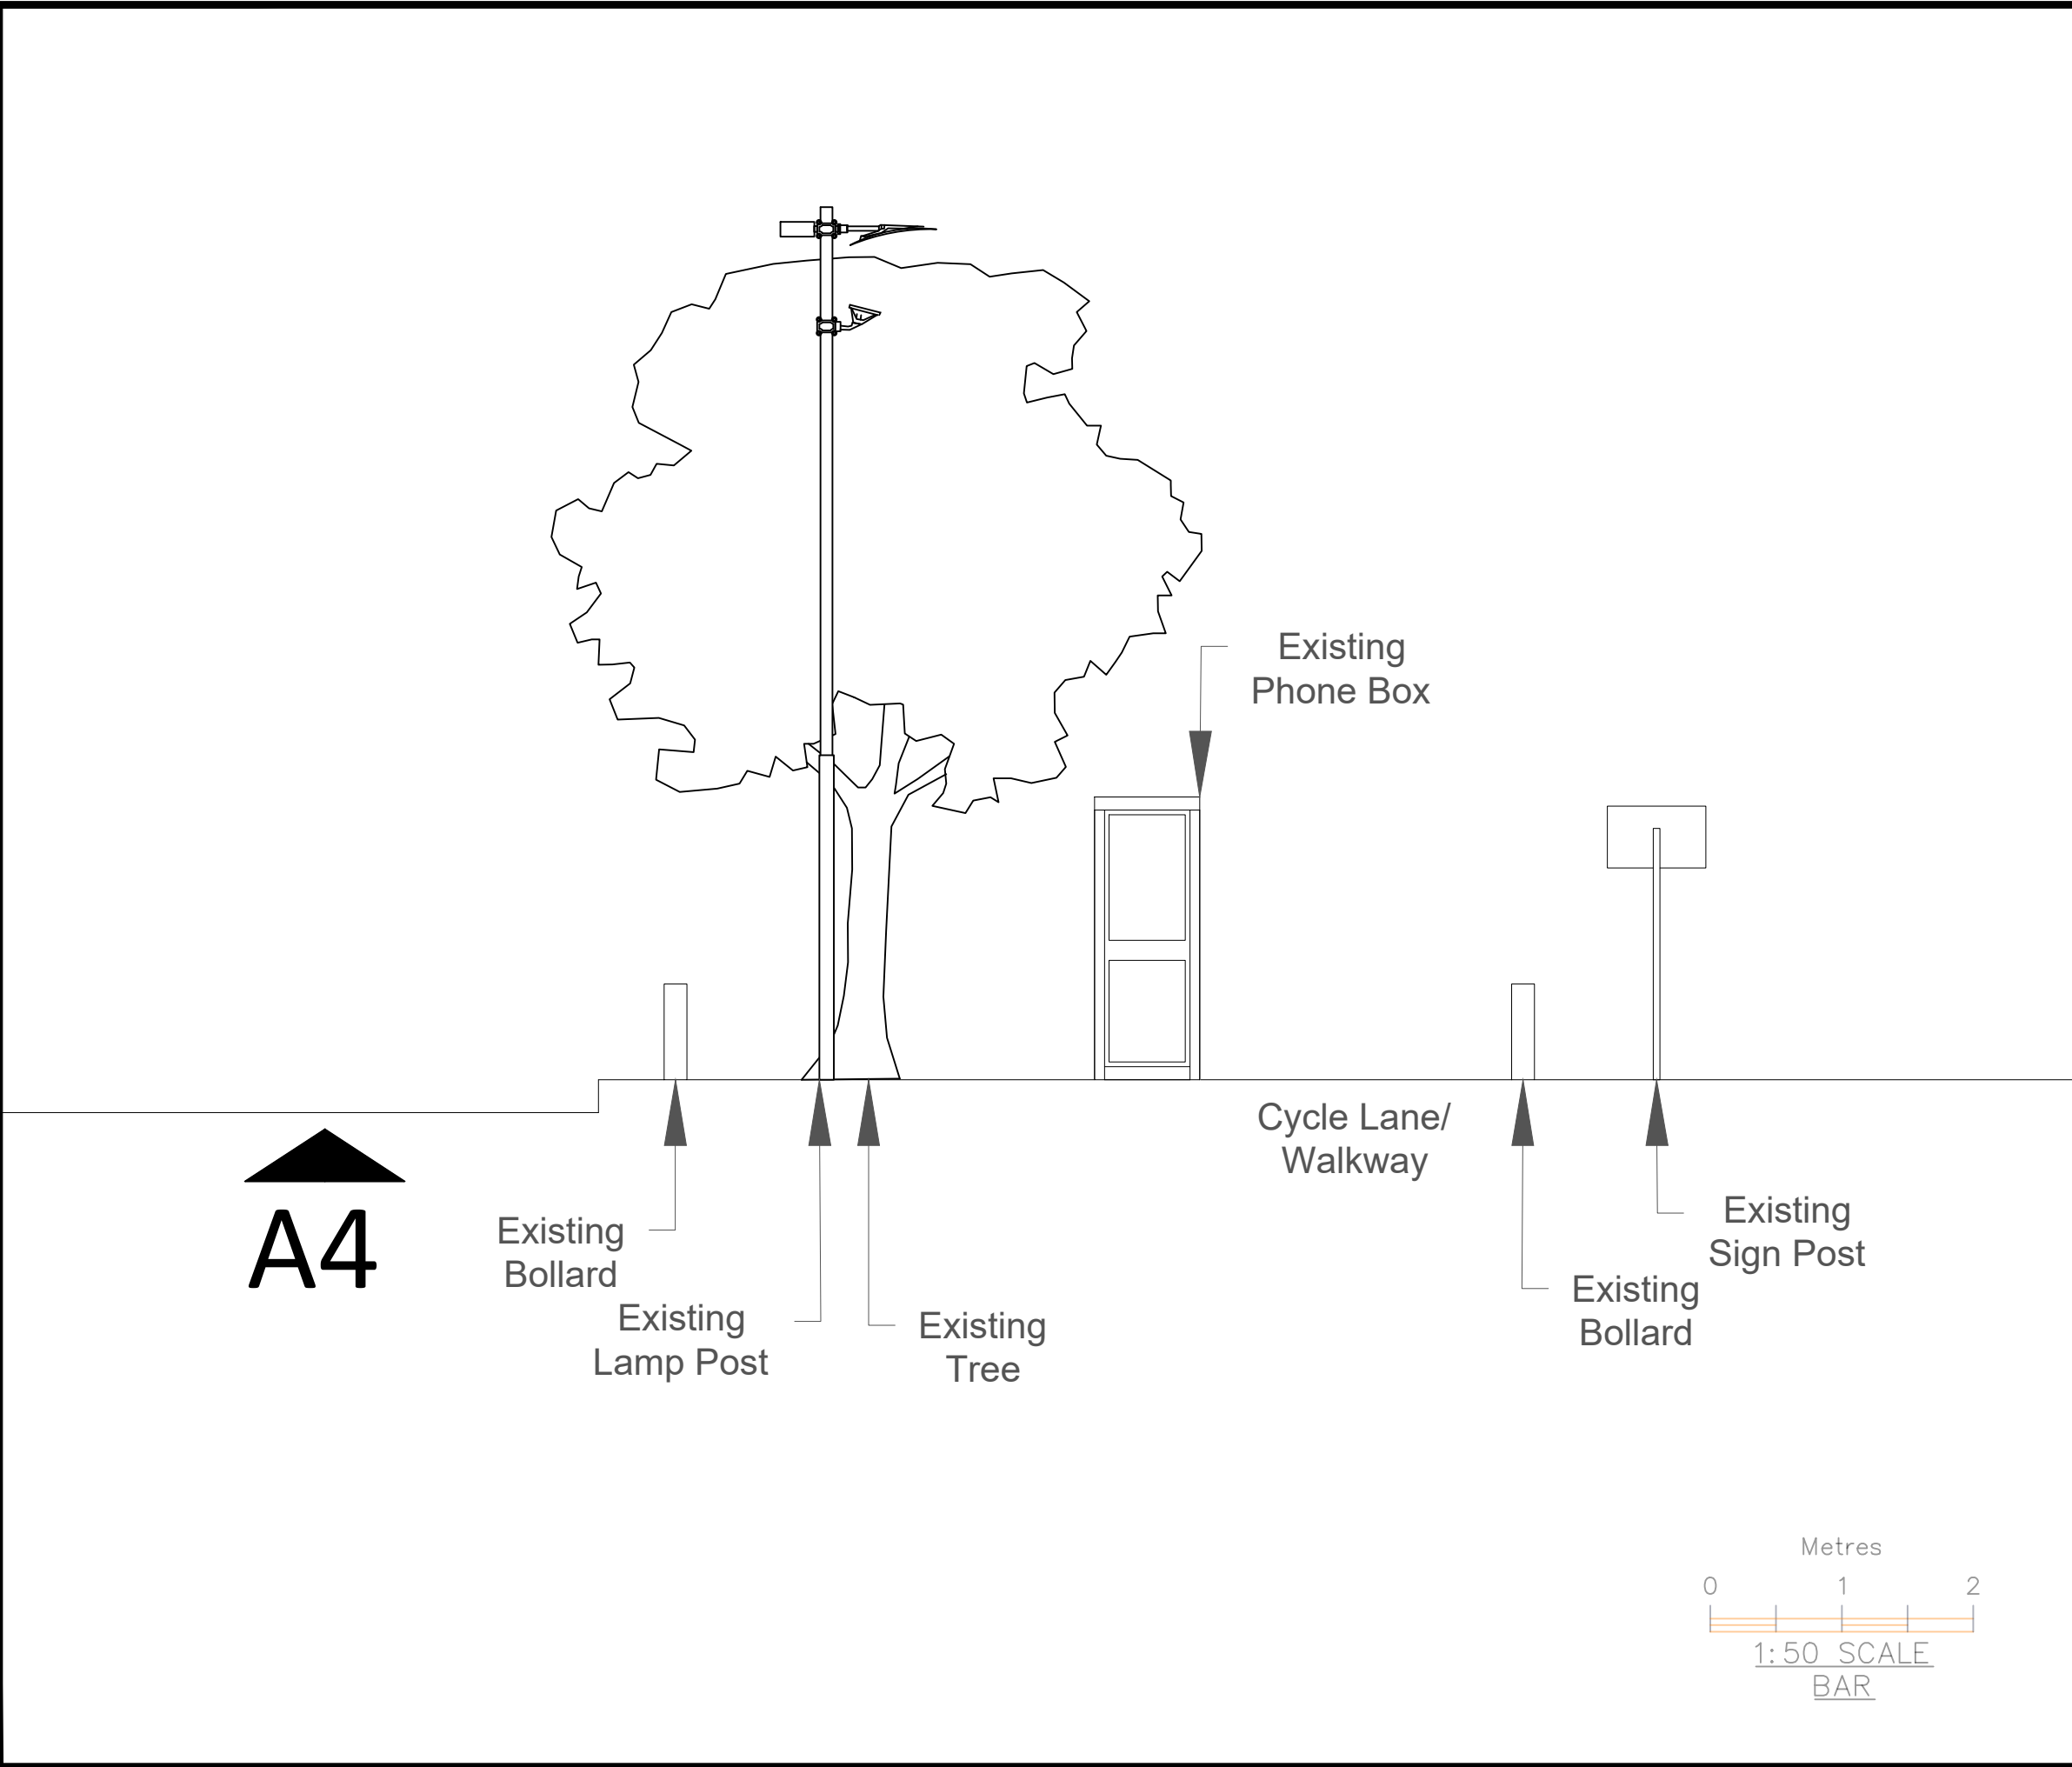 Existing
Phone Box
Cycle Lane/
Walkway
A4
Existing
Bollard
Existing
Lamp Post
Existing
Tree
Existing
Sign Post
Existing
Bollard
Metres
0 1 2
1:50 SCALE
BAR